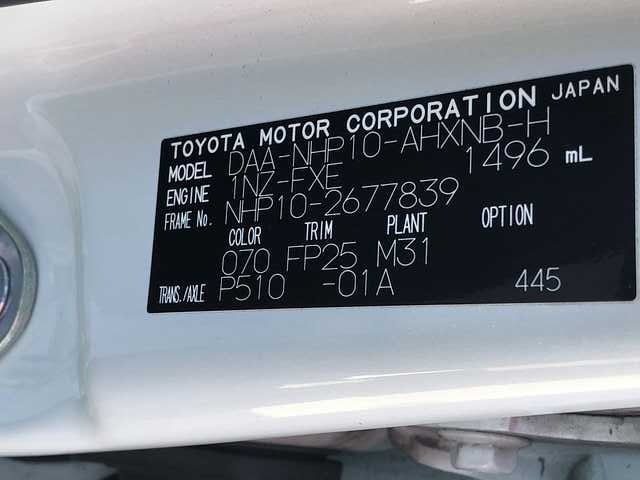 TOYOTA MOTOR CORPORATION JAPAN
MODEL DAA-NHP10-AHXNB-H
ENGINE 1NZ-FXE 1496 mL
FRAME No. NHP10-2677839
COLOR TRIM PLANT OPTION
070 FP25 M31
TRANS./AXLE P510 -01A 445